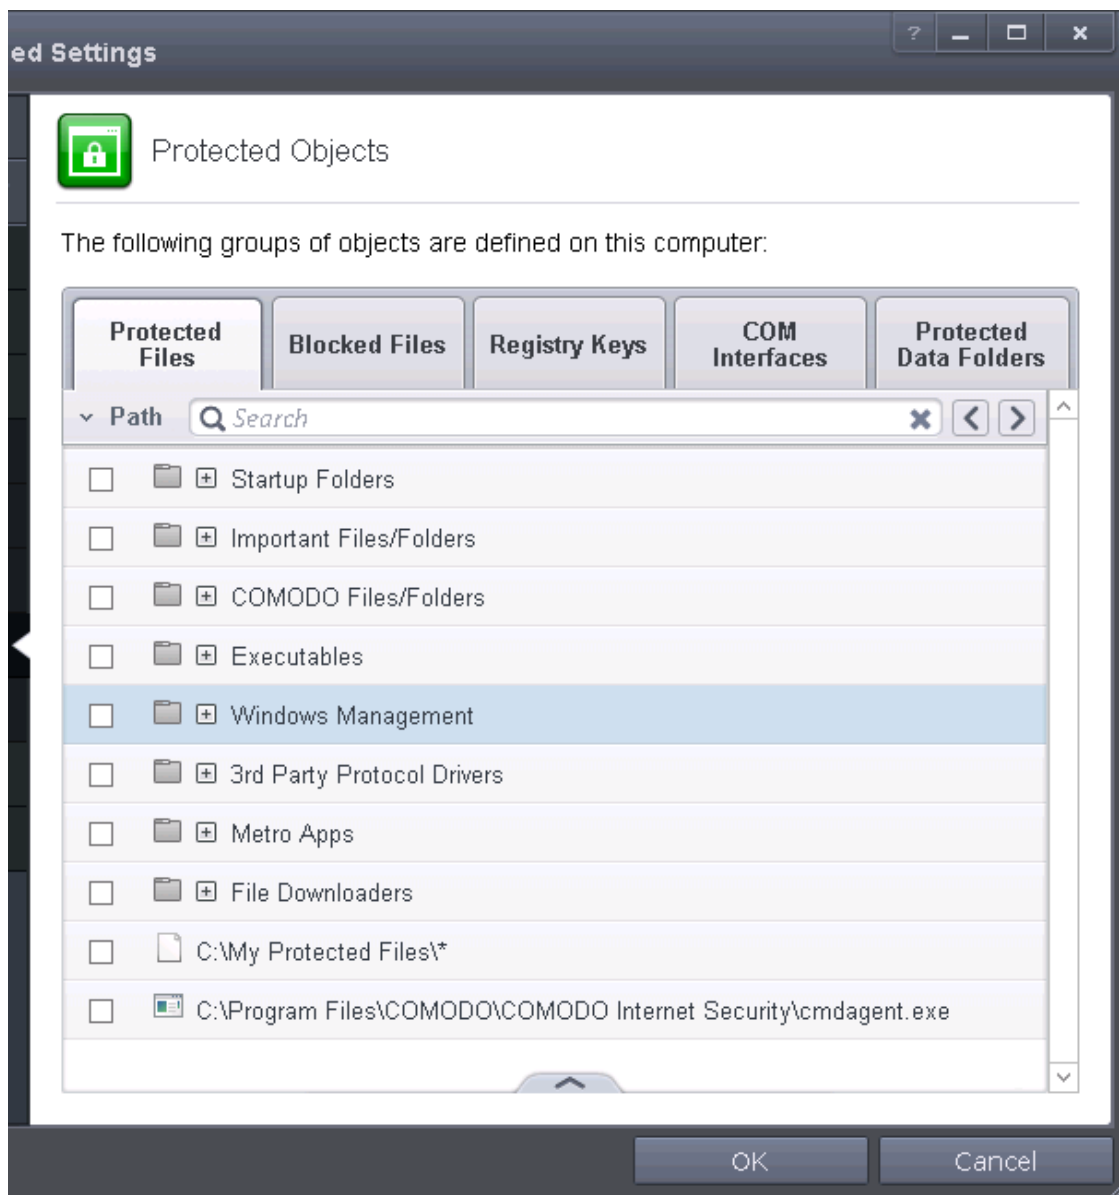 ed Settings
?
Protected Objects
The following groups of objects are defined on this computer:
Protected
Files
Blocked Files
Registry Keys
COM
Interfaces
Protected
Data Folders
Path
Search
Startup Folders
Important Files/Folders
COMODO Files/Folders
Executables
Windows Management
3rd Party Protocol Drivers
Metro Apps
File Downloaders
C:\My Protected Files\*
C:\Program Files\COMODO\COMODO Internet Security\cmdagent.exe
OK
Cancel